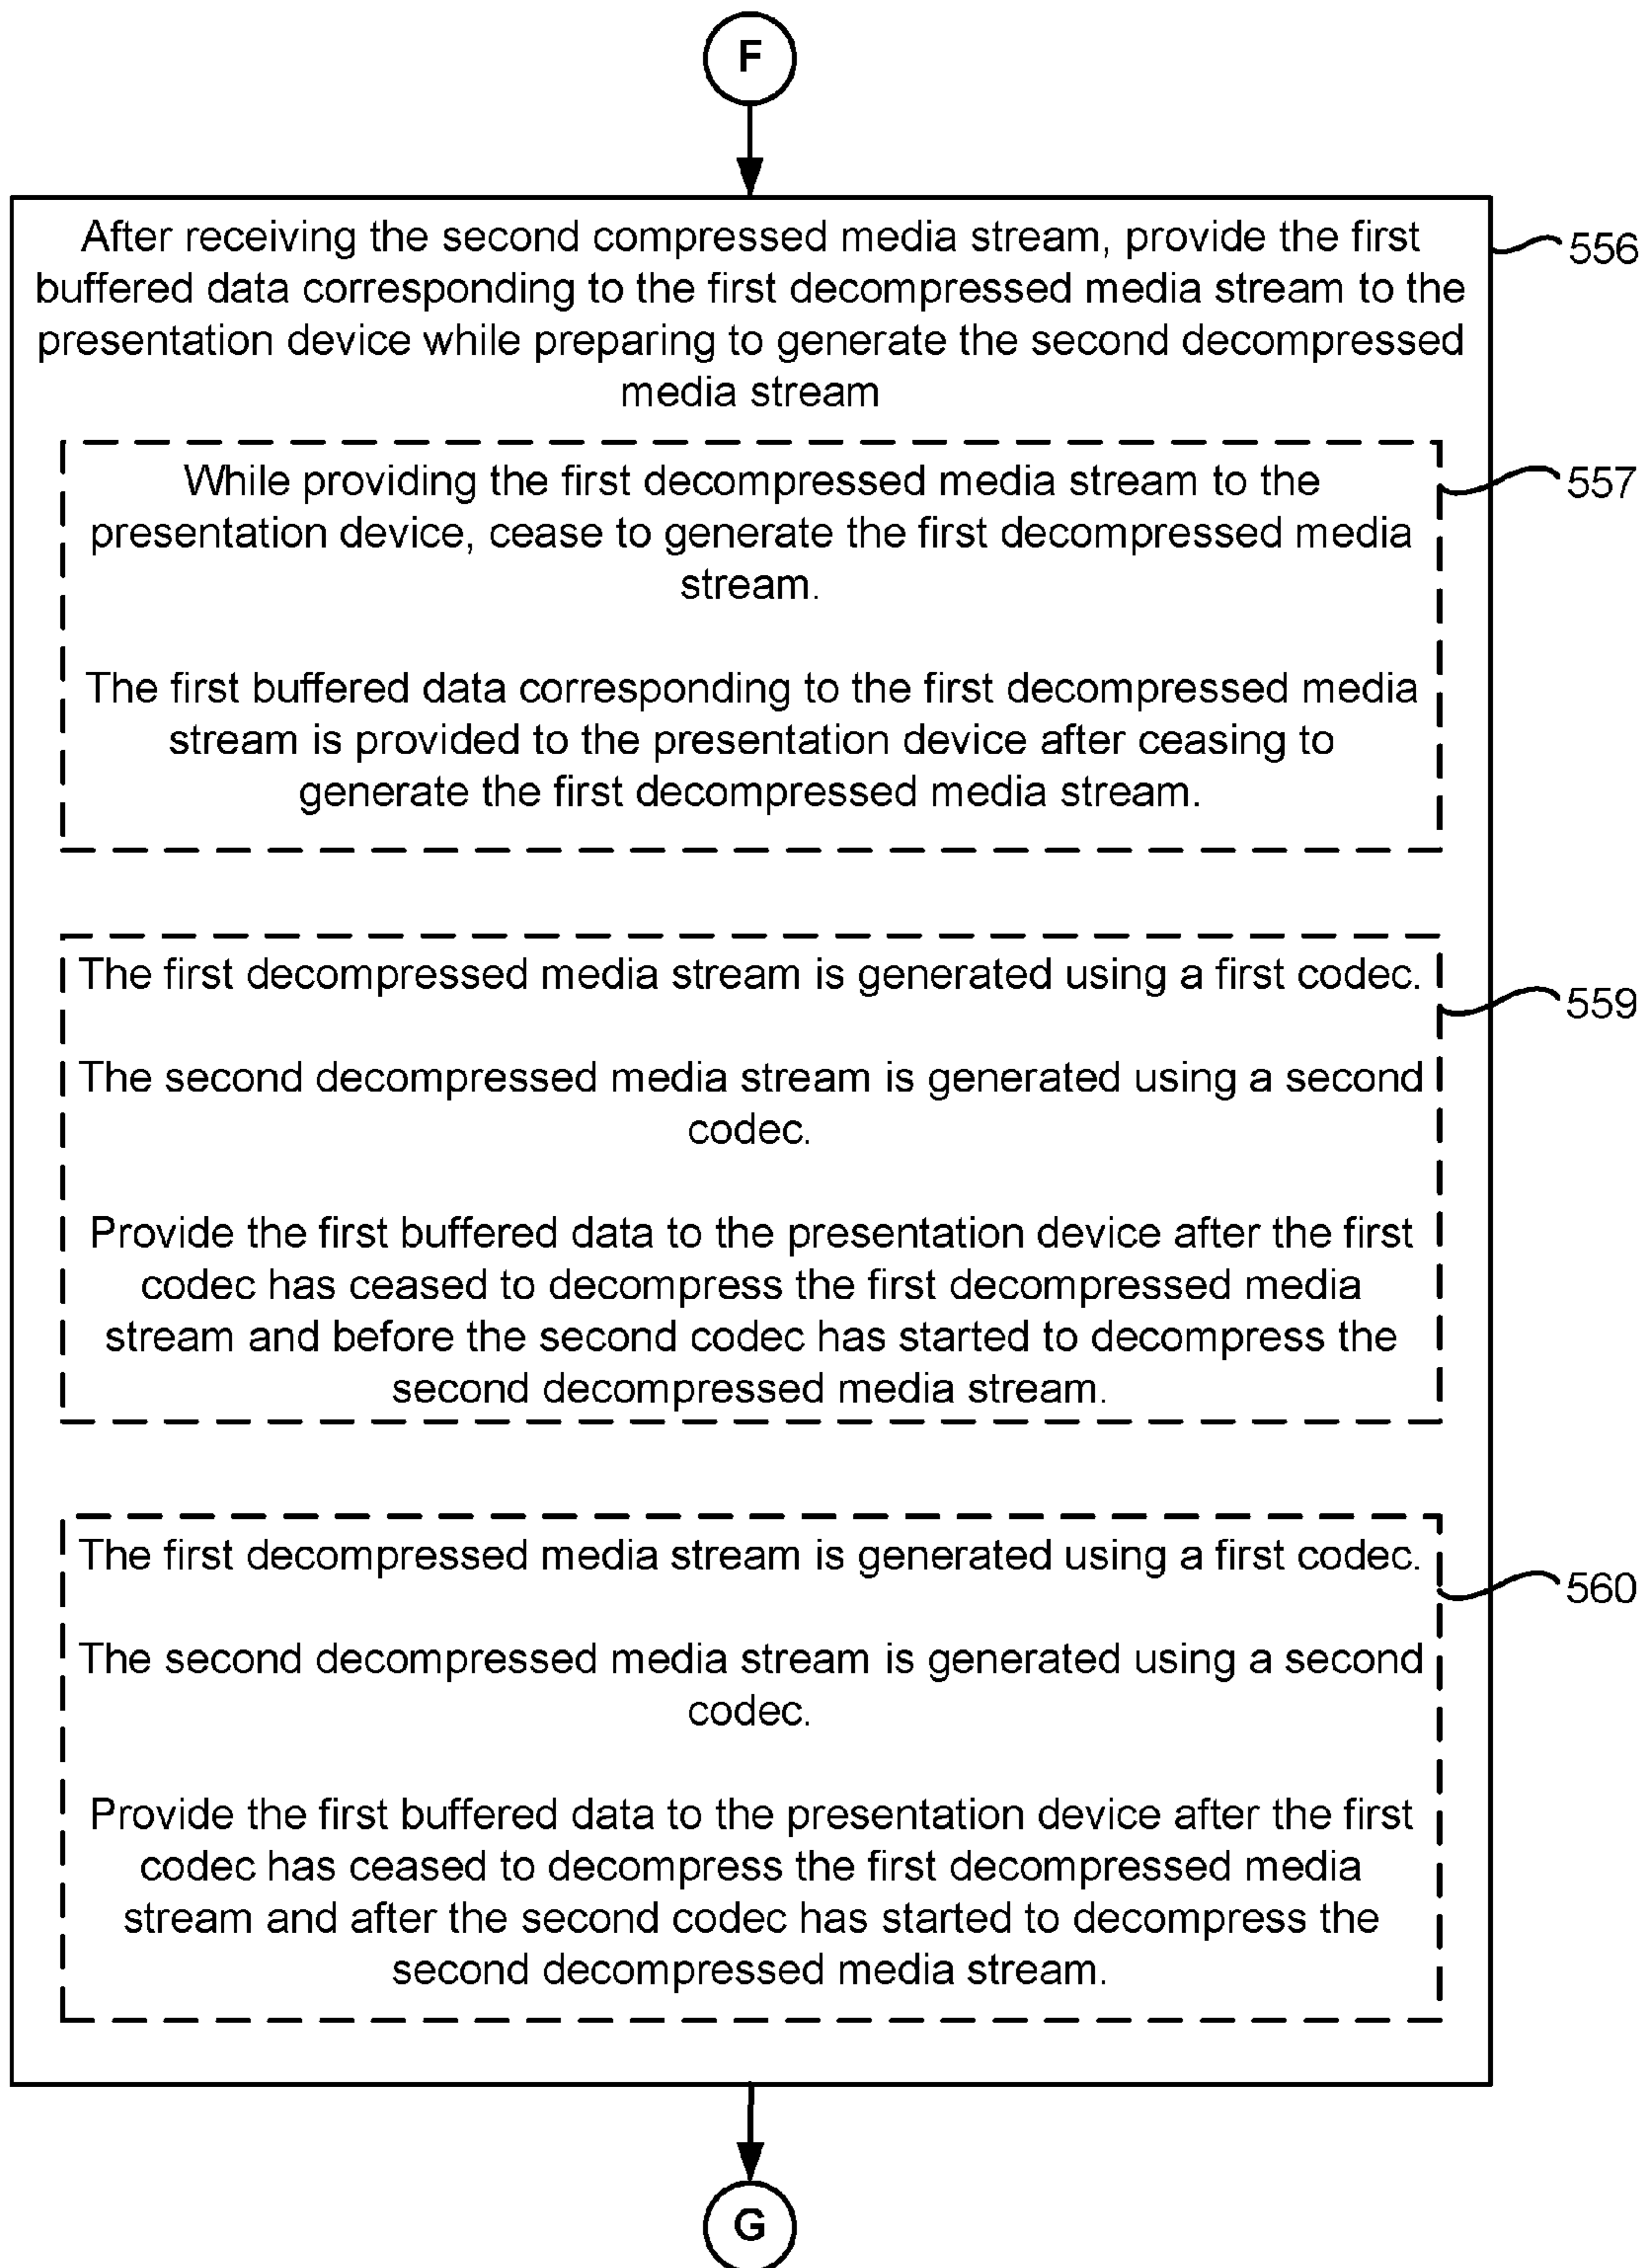 F
After receiving the second compressed media stream, provide the first
buffered data corresponding to the first decompressed media stream to the
presentation device while preparing to generate the second decompressed
media stream
556
While providing the first decompressed media stream to the
presentation device, cease to generate the first decompressed media
stream.
557
The first buffered data corresponding to the first decompressed media
stream is provided to the presentation device after ceasing to
generate the first decompressed media stream.
The first decompressed media stream is generated using a first codec.
559
The second decompressed media stream is generated using a second
codec.
Provide the first buffered data to the presentation device after the first
codec has ceased to decompress the first decompressed media
stream and before the second codec has started to decompress the
second decompressed media stream.
The first decompressed media stream is generated using a first codec.
560
The second decompressed media stream is generated using a second
codec.
Provide the first buffered data to the presentation device after the first
codec has ceased to decompress the first decompressed media
stream and after the second codec has started to decompress the
second decompressed media stream.
G